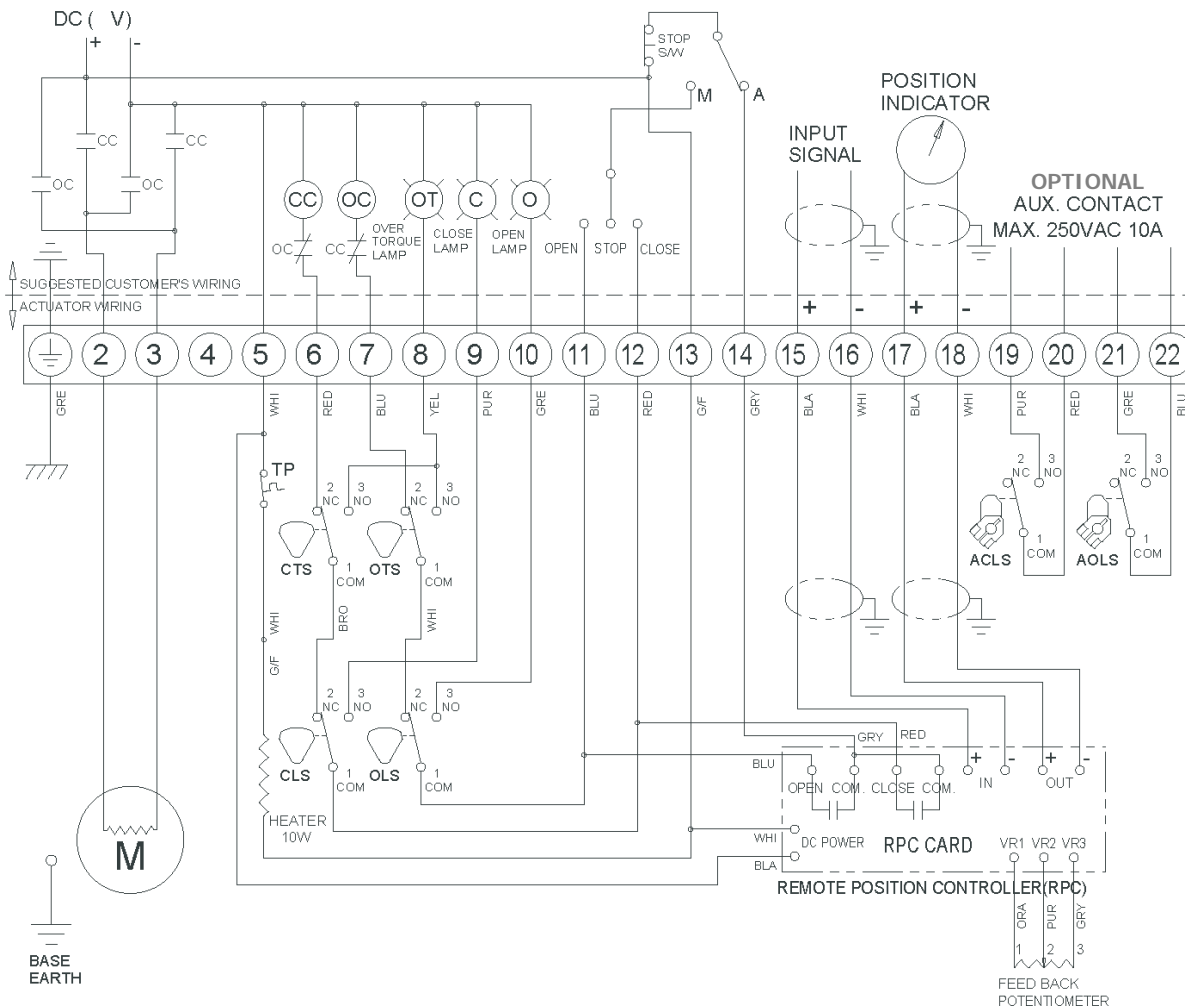 DC ( V)
+ -
STOP
S/W
M
A
POSITION
INDICATOR
INPUT
SIGNAL
OPTIONAL
AUX. CONTACT
MAX. 250VAC 10A
CC
CC
OC
OC
CC
OC
OT
C
O
OC
CC
OVER
TORQUE
LAMP
CLOSE
LAMP
OPEN
LAMP
OPEN STOP CLOSE
SUGGESTED CUSTOMER'S WIRING
ACTUATOR WIRING
+ - + -
2 3 4 5 6 7 8 9 10 11 12 13 14 15 16 17 18 19 20 21 22
GRE WHI RED BLU YEL PUR GRE BLU RED G/F GRY BLA WHI BLA WHI PUR RED GRE BLU
TP
2 3
NC NO
2 3
NC NO
CTS
1
COM
OTS
1
COM
2 3
NC NO
2 3
NC NO
ACLS
1
COM
AOLS
1
COM
WHI
G/F
BRO
WHI
2 3
NC NO
2 3
NC NO
CLS
1
COM
OLS
1
COM
HEATER
10W
M
GRY RED
BLU
+ - + -
OPEN COM. CLOSE COM. IN OUT
WHI
DC POWER
RPC CARD
VR1 VR2 VR3
BLA
REMOTE POSITION CONTROLLER(RPC)
ORA PUR GRY
1 2 3
FEED BACK
POTENTIOMETER
BASE
EARTH